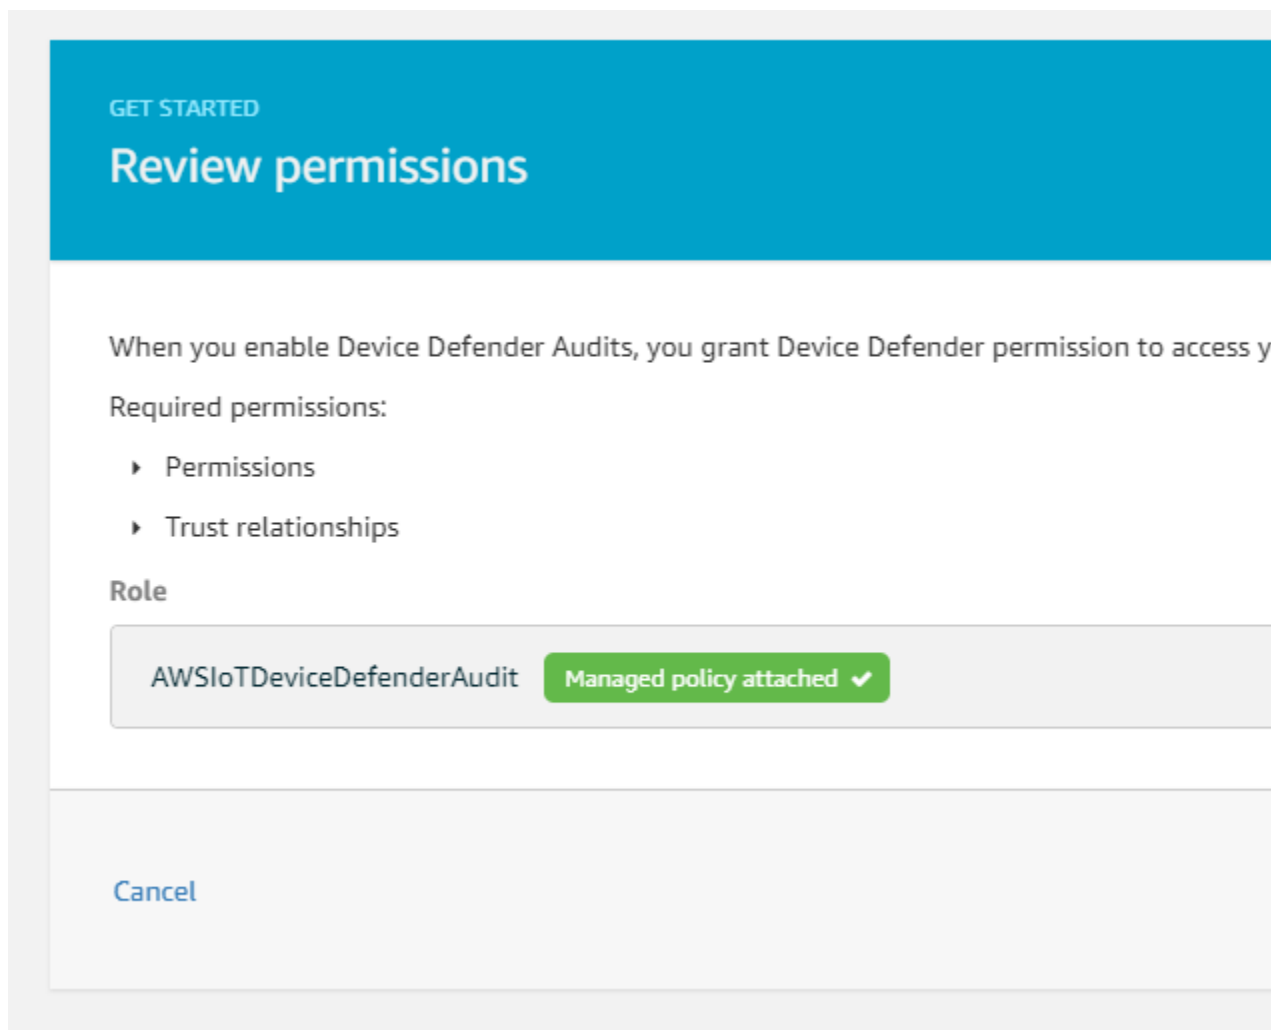 GET STARTED
Review permissions
When you enable Device Defender Audits, you grant Device Defender permission to access y
Required permissions:
Permissions
Trust relationships
Role
AWSIoTDeviceDefenderAudit Managed policy attached
Cancel